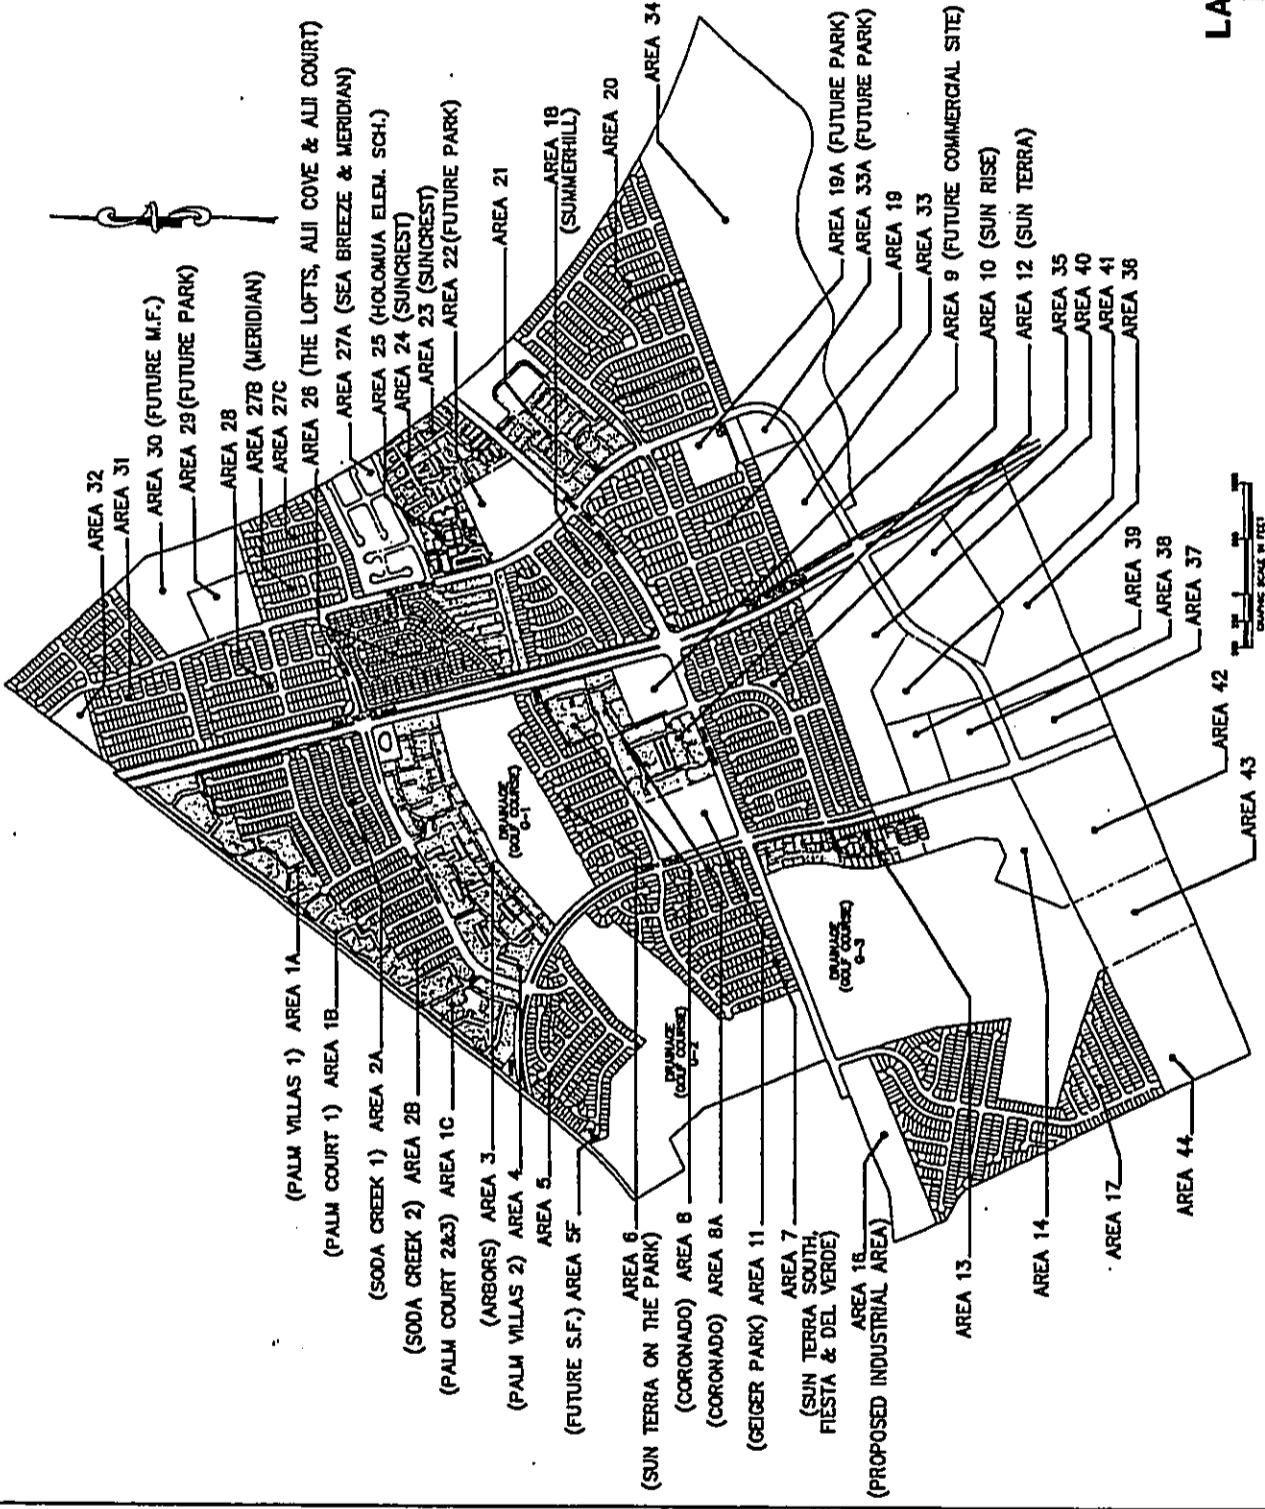 AREA 32
AREA 31
AREA 30 (FUTURE M.F.)
AREA 29 (FUTURE PARK)
AREA 28
AREA 27B (MERIDIAN)
AREA 27C
AREA 26 (THE LOFTS, ALII COVE & ALII COURT)
AREA 27A (SEA BREEZE & MERIDIAN)
AREA 25 (HOLOMUA ELEM. SCH.)
AREA 24 (SUNCREST)
AREA 23 (SUNCREST)
AREA 22 (FUTURE PARK)
AREA 21
AREA 18
(SUMMERHILL)
AREA 20
AREA 34
AREA 19A (FUTURE PARK)
AREA 33A (FUTURE PARK)
AREA 19
AREA 33
AREA 9 (FUTURE COMMERCIAL SITE)
AREA 10 (SUN RISE)
AREA 12 (SUN TERRA)
AREA 35
AREA 40
AREA 41
AREA 36
AREA 39
AREA 38
AREA 37
AREA 42
AREA 43
(PALM VILLAS 1) AREA 1A
(PALM COURT 1) AREA 1B
(SODA CREEK 1) AREA 2A
(SODA CREEK 2) AREA 2B
(PALM COURT 2&3) AREA 1C
(ARBORS) AREA 3
(PALM VILLAS 2) AREA 4
AREA 5
(FUTURE S.F.) AREA 5F
AREA 6
(SUN TERRA ON THE PARK)
(CORONADO) AREA 8
(CORONADO) AREA 8A
(GEIGER PARK) AREA 11
AREA 7
(SUN TERRA SOUTH,
FIESTA & DEL VERDE)
AREA 16
(PROPOSED INDUSTRIAL AREA)
AREA 13
AREA 14
AREA 17
AREA 44
DRAINAGE
(GOLF COURSE)
G-1
DRAINAGE
(GOLF COURSE)
G-2
DRAINAGE
(GOLF COURSE)
G-3
GRAPHIC SCALE IN FEET
LA